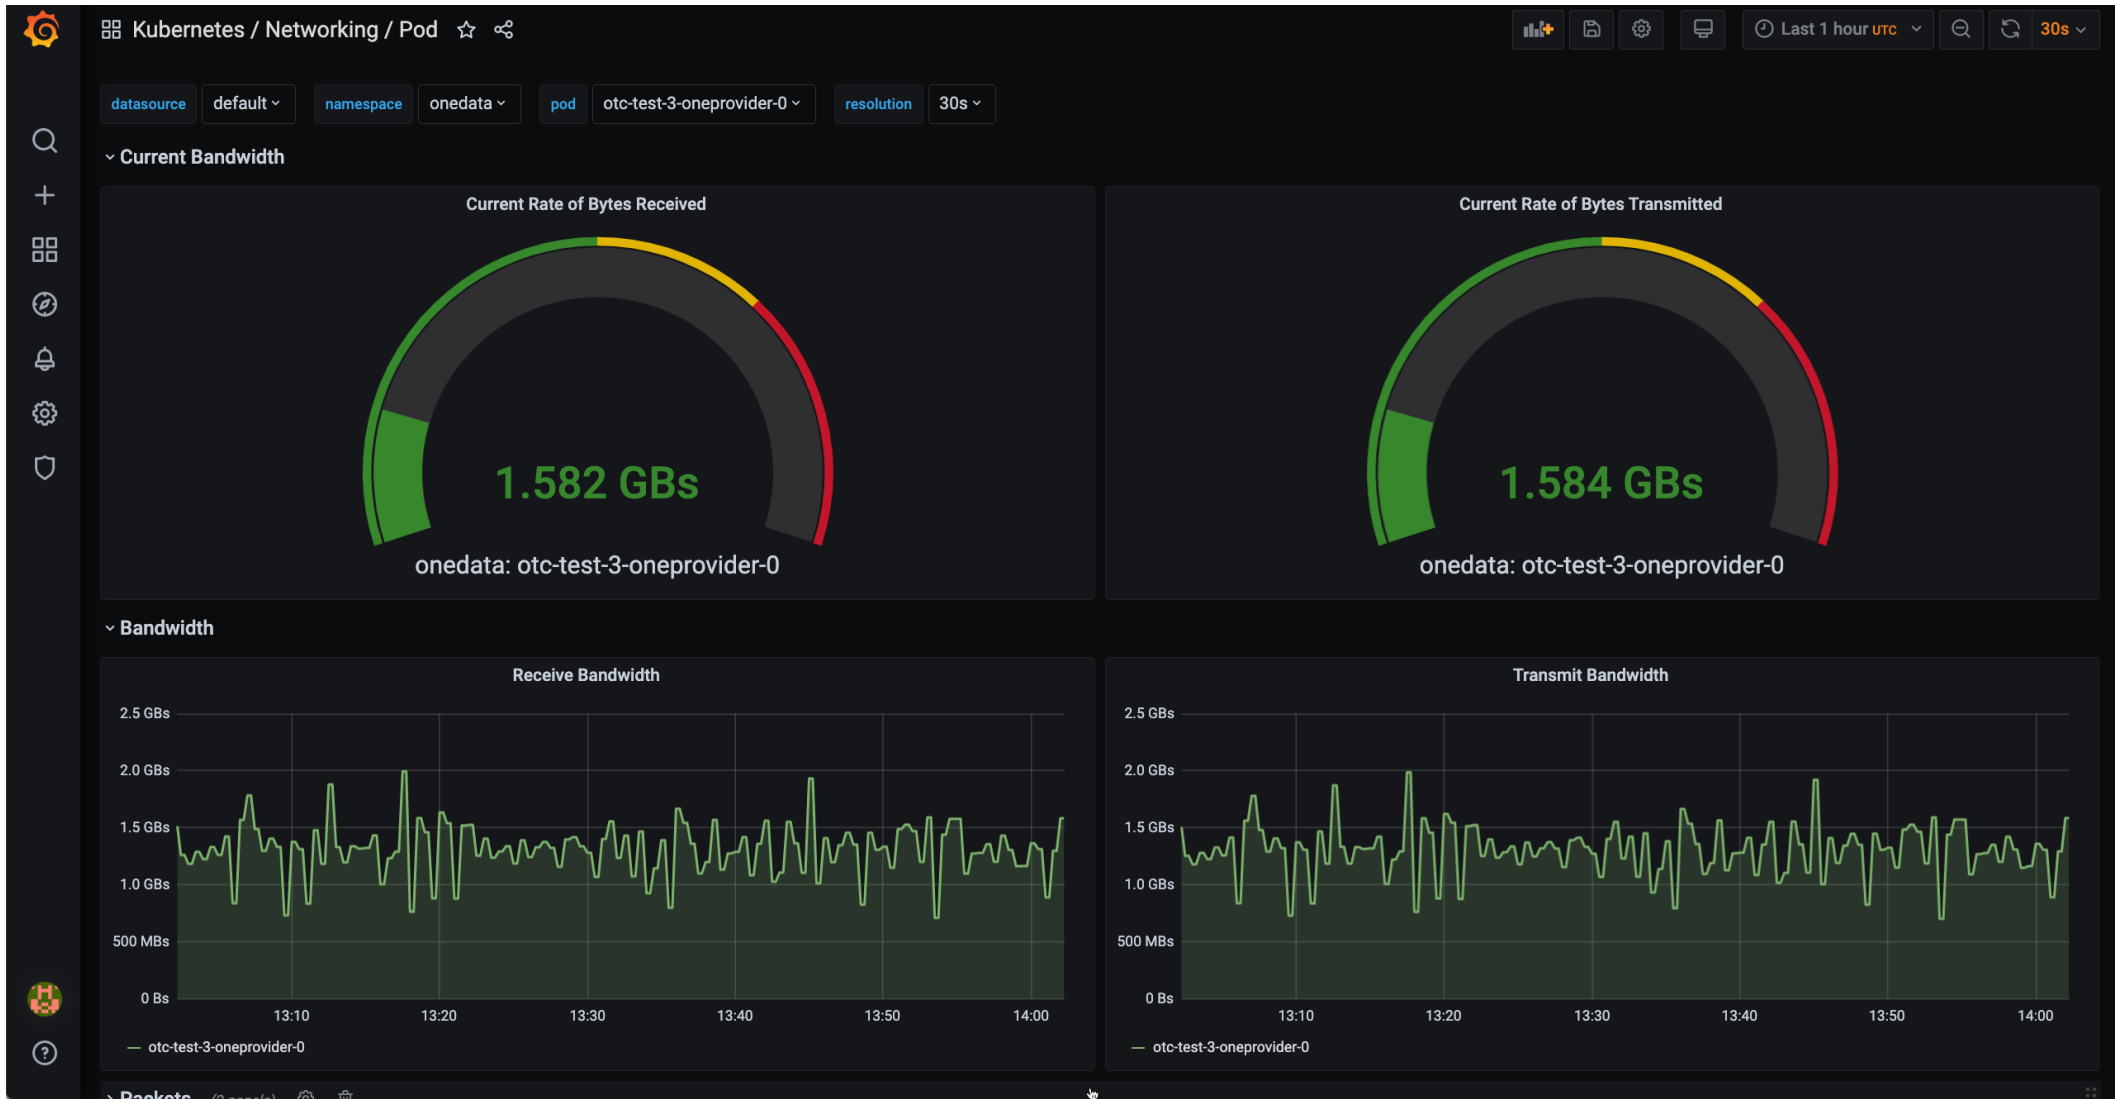 Kubernetes / Networking / Pod
Last 1 hour UTC
30s
datasource default namespace onedata pod otc-test-3-oneprovider-0 resolution 30s
Current Bandwidth
Current Rate of Bytes Received
1.582 GBs
onedata: otc-test-3-oneprovider-0
Current Rate of Bytes Transmitted
1.584 GBs
onedata: otc-test-3-oneprovider-0
Bandwidth
Receive Bandwidth
2.5 GBs
2.0 GBs
1.5 GBs
1.0 GBs
500 MBs
0 Bs
13:10 13:20 13:30 13:40 13:50 14:00
otc-test-3-oneprovider-0
Transmit Bandwidth
2.5 GBs
2.0 GBs
1.5 GBs
1.0 GBs
500 MBs
0 Bs
13:10 13:20 13:30 13:40 13:50 14:00
otc-test-3-oneprovider-0
Packets